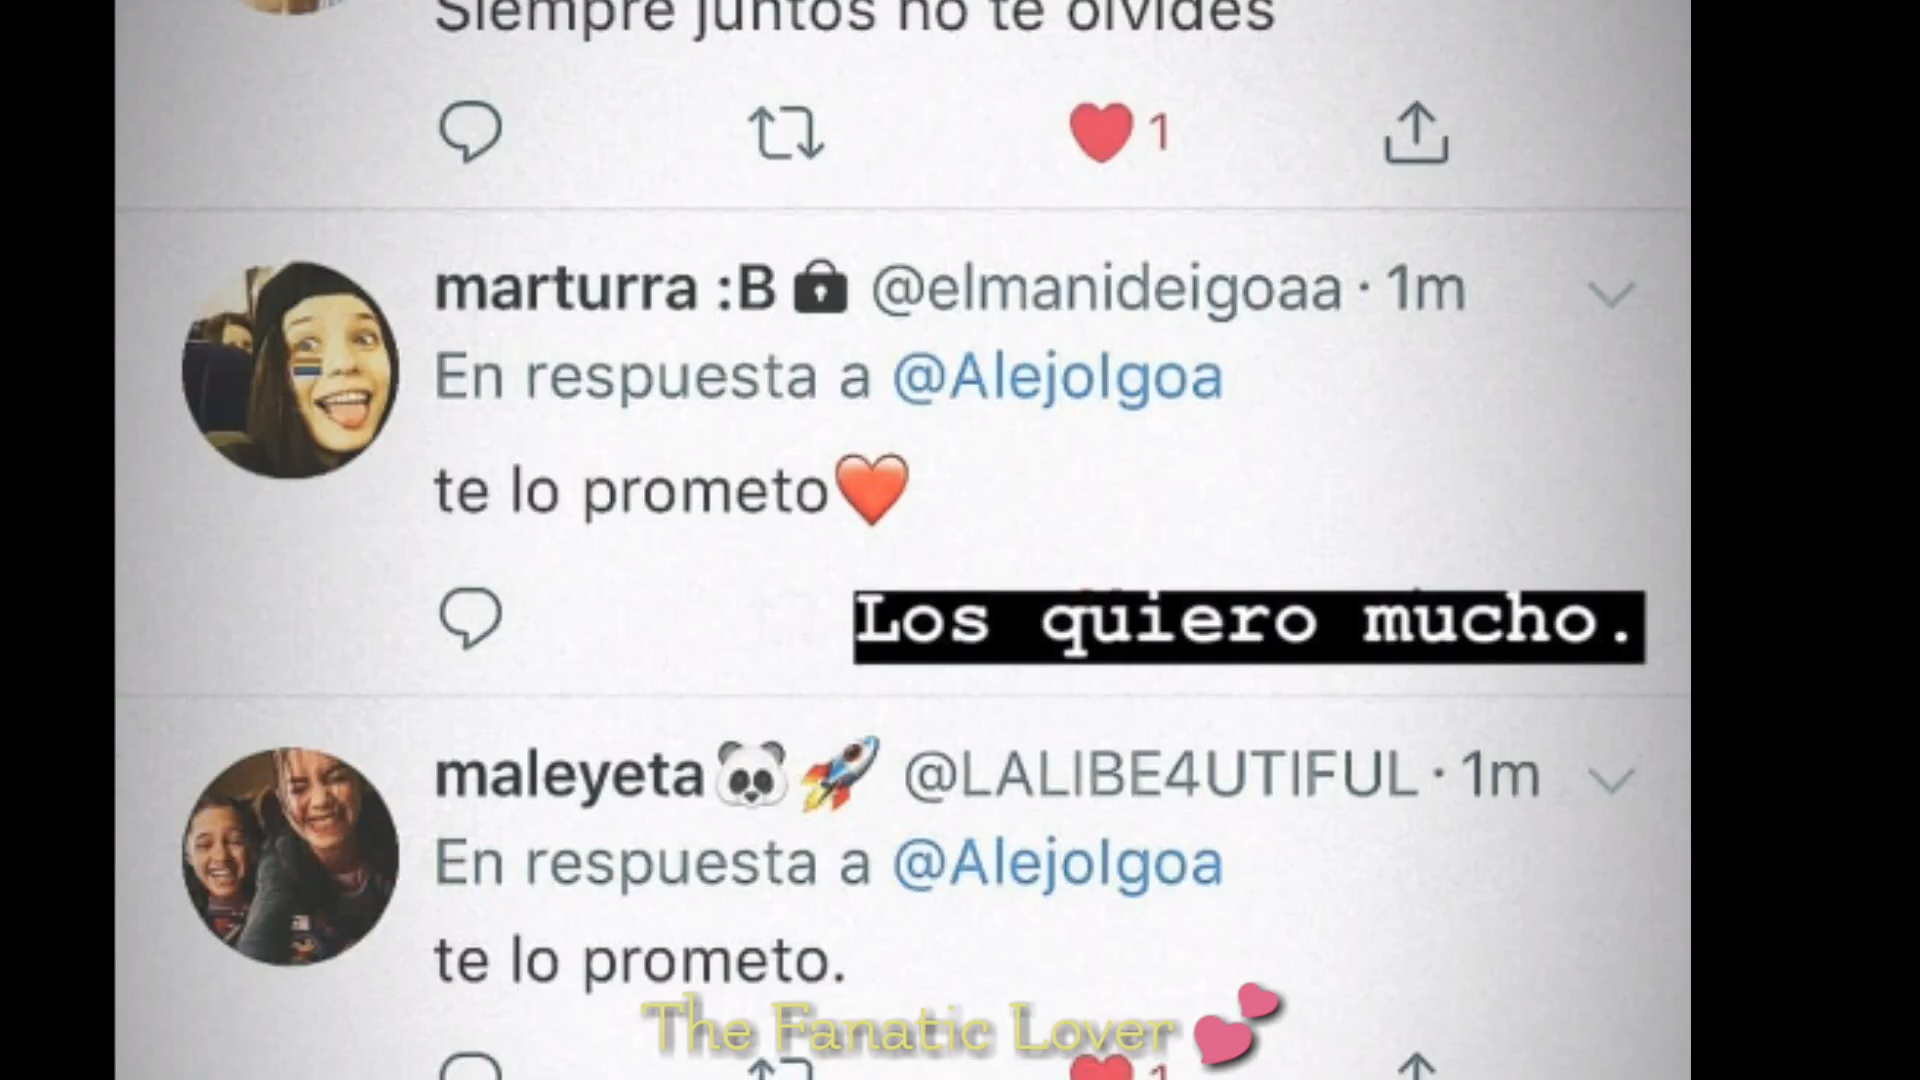 Siempre juntos no te olvides
1
marturra :B @elmanideigoaa · 1m
En respuesta a @AlejoIgoa
te lo prometo❤️
Los quiero mucho.
maleyeta🐼🚀 @LALIBE4UTIFUL · 1m
En respuesta a @AlejoIgoa
te lo prometo.
The Fanatic Lover 💕
1